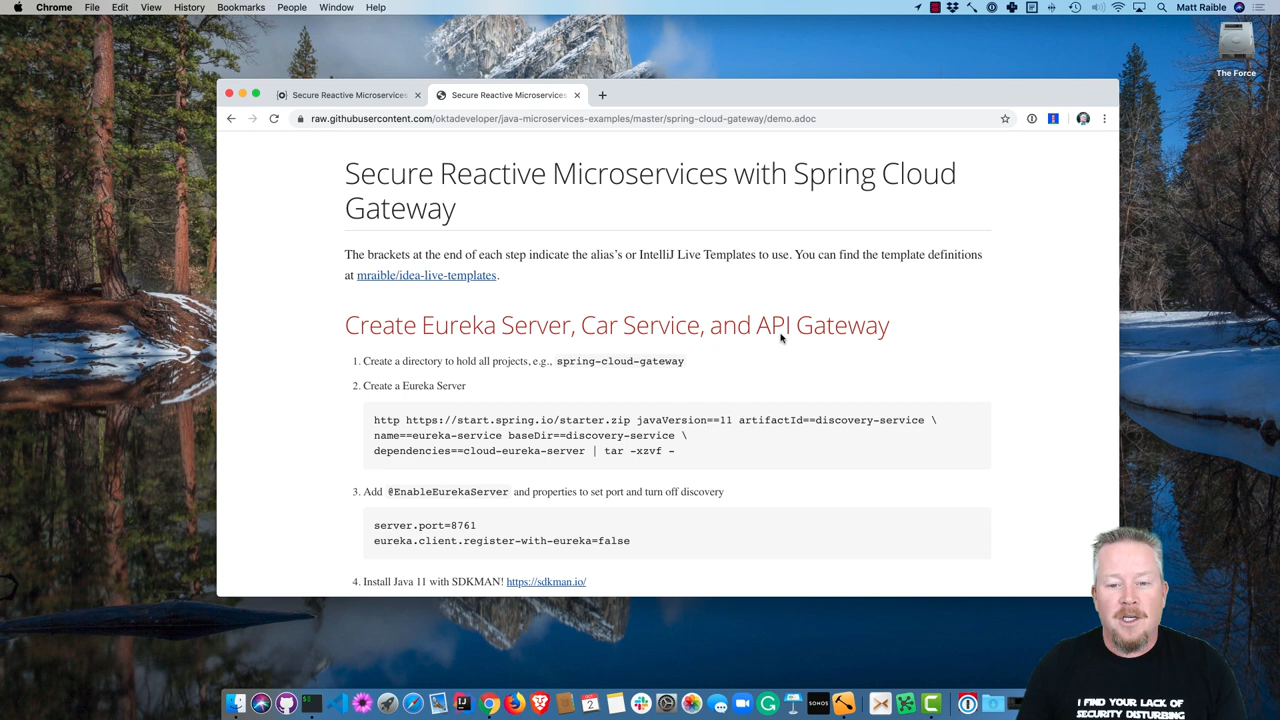 Chrome File Edit View History Bookmarks People Window Help Matt Raible
The Force
Secure Reactive Microservices Secure Reactive Microservices
raw.githubusercontent.com/oktadeveloper/java-microservices-examples/master/spring-cloud-gateway/demo.adoc
Secure Reactive Microservices with Spring Cloud
Gateway
The brackets at the end of each step indicate the alias's or IntelliJ Live Templates to use. You can find the template definitions
at mraible/idea-live-templates.
Create Eureka Server, Car Service, and API Gateway
1. Create a directory to hold all projects, e.g., spring-cloud-gateway
2. Create a Eureka Server
http https://start.spring.io/starter.zip javaVersion==11 artifactId==discovery-service \
name==eureka-service baseDir==discovery-service \
dependencies==cloud-eureka-server | tar -xzvf -
3. Add @EnableEurekaServer and properties to set port and turn off discovery
server.port=8761
eureka.client.register-with-eureka=false
4. Install Java 11 with SDKMAN! https://sdkman.io/
SONOS
I FIND YOUR LACK OF
SECURITY DISTURBING